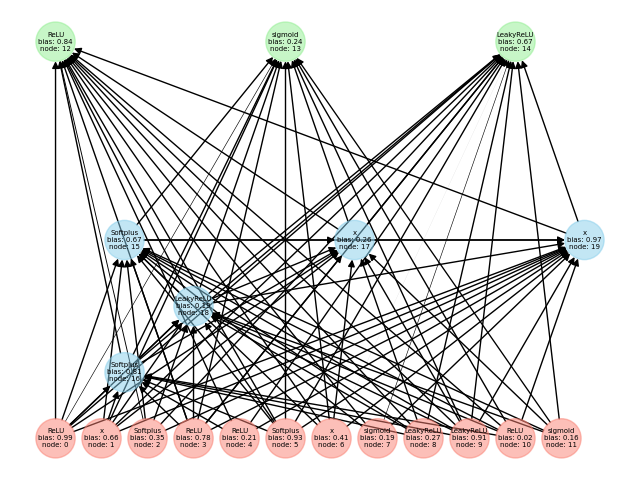 ReLU
bias: 0.84
node: 12
sigmoid
bias: 0.24
node: 13
LeakyReLU
bias: 0.67
node: 14
Softplus
bias: 0.67
node: 15
x
bias: 0.26
node: 17
x
bias: 0.97
node: 19
LeakyReLU
node: 18
Softplus
bias: 0.81
node: 16
ReLU
bias: 0.99
node: 0
x
bias: 0.66
node: 1
Softplus
bias: 0.35
node: 2
ReLU
bias: 0.78
node: 3
ReLU
bias: 0.21
node: 4
Softplus
bias: 0.93
node: 5
x
bias: 0.41
node: 6
sigmoid
bias: 0.19
node: 7
LeakyReLU
bias: 0.27
node: 8
LeakyReLU
bias: 0.91
node: 9
ReLU
bias: 0.02
node: 10
sigmoid
bias: 0.16
node: 11